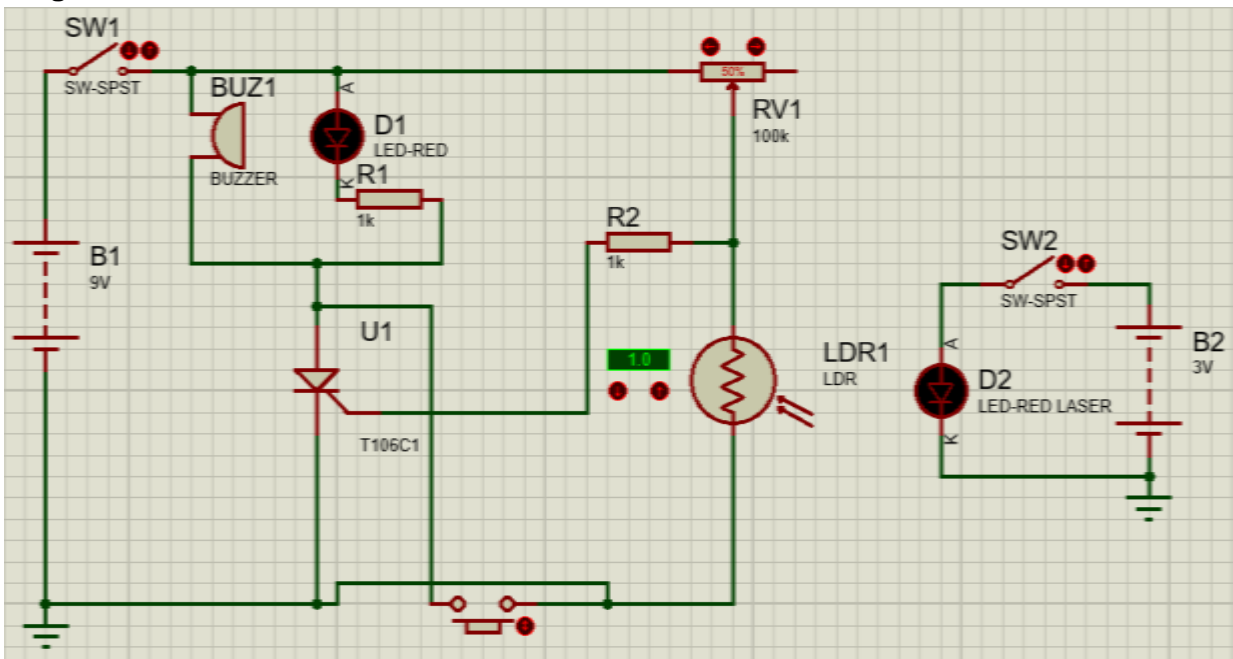 SW1
SW-SPST
BUZ1
BUZZER
A
D1
LED-RED
K
R1
1k
50%
RV1
100k
R2
1k
B1
9V
U1
T106C1
1.0
LDR1
LDR
SW2
SW-SPST
A
D2
LED-RED LASER
K
B2
3V